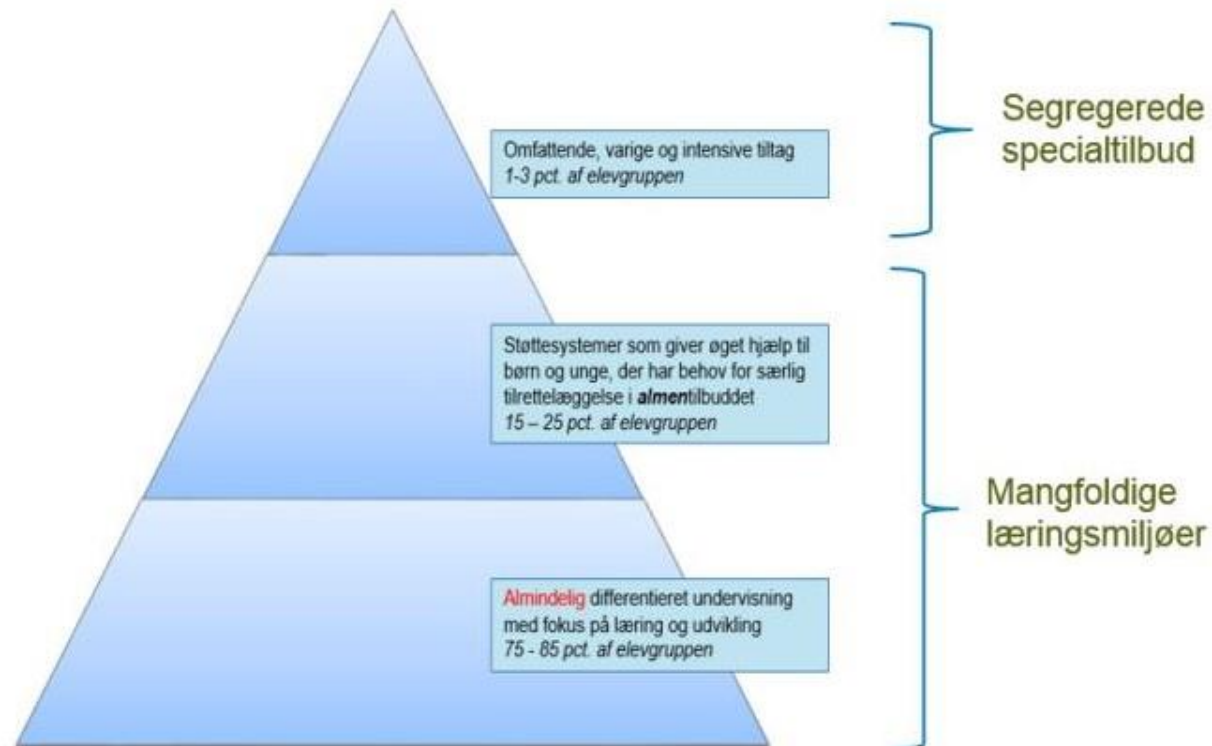 Segregerede
specialtilbud
Omfattende, varige og intensive tiltag
1-3 pct. af elevgruppen
Støttesystemer som giver øget hjælp til
børn og unge, der har behov for særlig
tilrettelæggelse i almentilbuddet
15 – 25 pct. af elevgruppen
Mangfoldige
læringsmiljøer
Almindelig differentieret undervisning
med fokus på læring og udvikling
75 - 85 pct. af elevgruppen